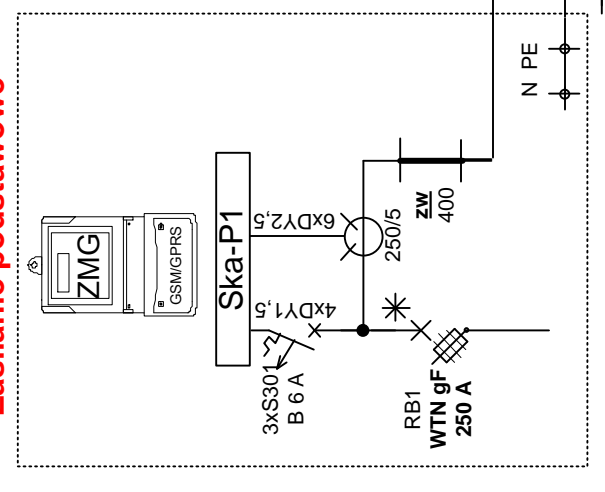 Zasilanie podstawowe
ZMG
GSM/GPRS
Ska-P1
6xDY2,5
4xDY1,5
3xS301
B 6 A
250/5
zw
400
RB1
WTN gF
250 A
N PE